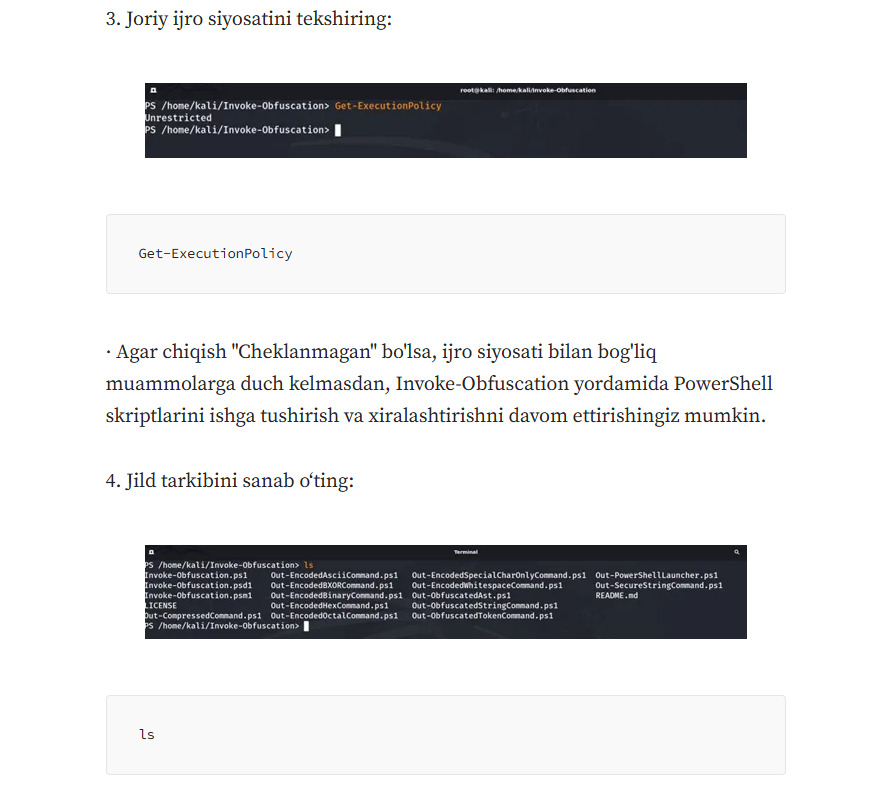 3. Joriy ijro siyosatini tekshiring:
root@kali: /home/kali/Invoke-Obfuscation
PS /home/kali/Invoke-Obfuscation> Get-ExecutionPolicy
Unrestricted
PS /home/kali/Invoke-Obfuscation>
Get-ExecutionPolicy
· Agar chiqish "Cheklanmagan" bo'lsa, ijro siyosati bilan bog'liq
muammolarga duch kelmasdan, Invoke-Obfuscation yordamida PowerShell
skriptlarini ishga tushirish va xiralashtirishni davom ettirishingiz mumkin.
4. Jild tarkibini sanab oʻting:
Terminal
PS /home/kali/Invoke-Obfuscation> ls
Invoke-Obfuscation.ps1 Out-EncodedAsciiCommand.ps1 Out-EncodedSpecialCharOnlyCommand.ps1 Out-PowerShellLauncher.ps1
Invoke-Obfuscation.psd1 Out-EncodedBXORCommand.ps1 Out-EncodedWhitespaceCommand.ps1 Out-SecureStringCommand.ps1
Invoke-Obfuscation.psm1 Out-EncodedBinaryCommand.ps1 Out-ObfuscatedAst.ps1 README.md
LICENSE Out-EncodedHexCommand.ps1 Out-ObfuscatedStringCommand.ps1
Out-CompressedCommand.ps1 Out-EncodedOctalCommand.ps1 Out-ObfuscatedTokenCommand.ps1
PS /home/kali/Invoke-Obfuscation>
ls